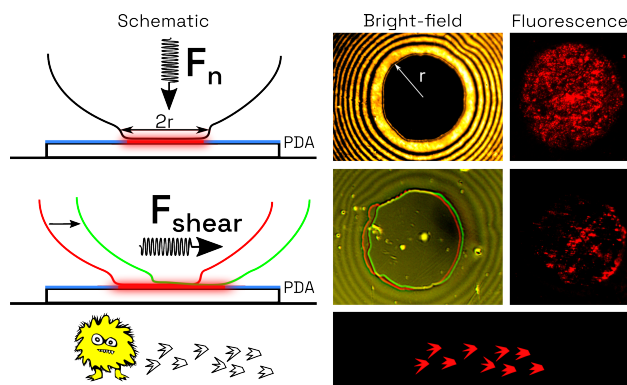 Schematic
Bright-field
Fluorescence
Fn
r
2r
PDA
Fshear
PDA